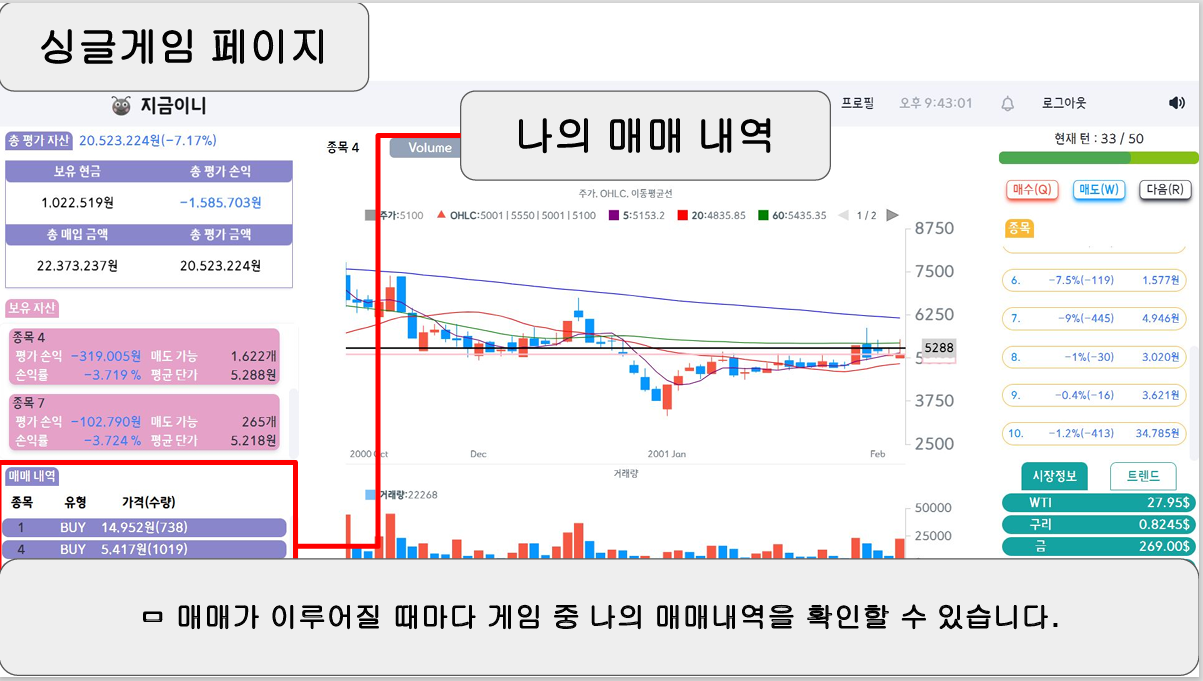 싱글게임 페이지
지금이니
프로필 오후 9:43:01 로그아웃
나의 매매 내역
총 평가 자산 20.523.224원(-7.17%)
보유 현금 총 평가 손익
1.022.519원 -1,585,703원
총 매입 금액 총 평가 금액
22.373.237원 20.523.224원
보유 자산
종목 4
평가 손익 -319.005원 매도 가능 1.622개
손익률 -3.719 % 평균 단가 5.288원
종목 7
평가 손익 -102.790원 매도 가능 265개
손익률 -3.724 % 평균 단가 5.218원
매매 내역
종목 유형 가격(수량)
1 BUY 14.952원(738)
4 BUY 5.417원(1019)
종목 4 Volume
주가, OHLC, 이동평균선
주가:5100 OHLC:5001 | 5550 | 5001 | 5100 5:5153.2 20:4835.85 60:5435.35 1 / 2
8750
7500
6250
5288
3750
2500
2000 Oct Dec 2001 Jan Feb
거래량
거래량:22268
50000
25000
현재 턴 : 33 / 50
매수(Q) 매도(W) 다음(R)
종목
6. -7.5%(-119) 1.577원
7. -9%(-445) 4,946원
8. -1%(-30) 3,020원
9. -0.4%(-16) 3,621원
10. -1.2%(-413) 34,785원
시장정보 트렌드
WTI 27.95$
구리 0.8245$
금 269.00$
ㅁ 매매가 이루어질 때마다 게임 중 나의 매매내역을 확인할 수 있습니다.